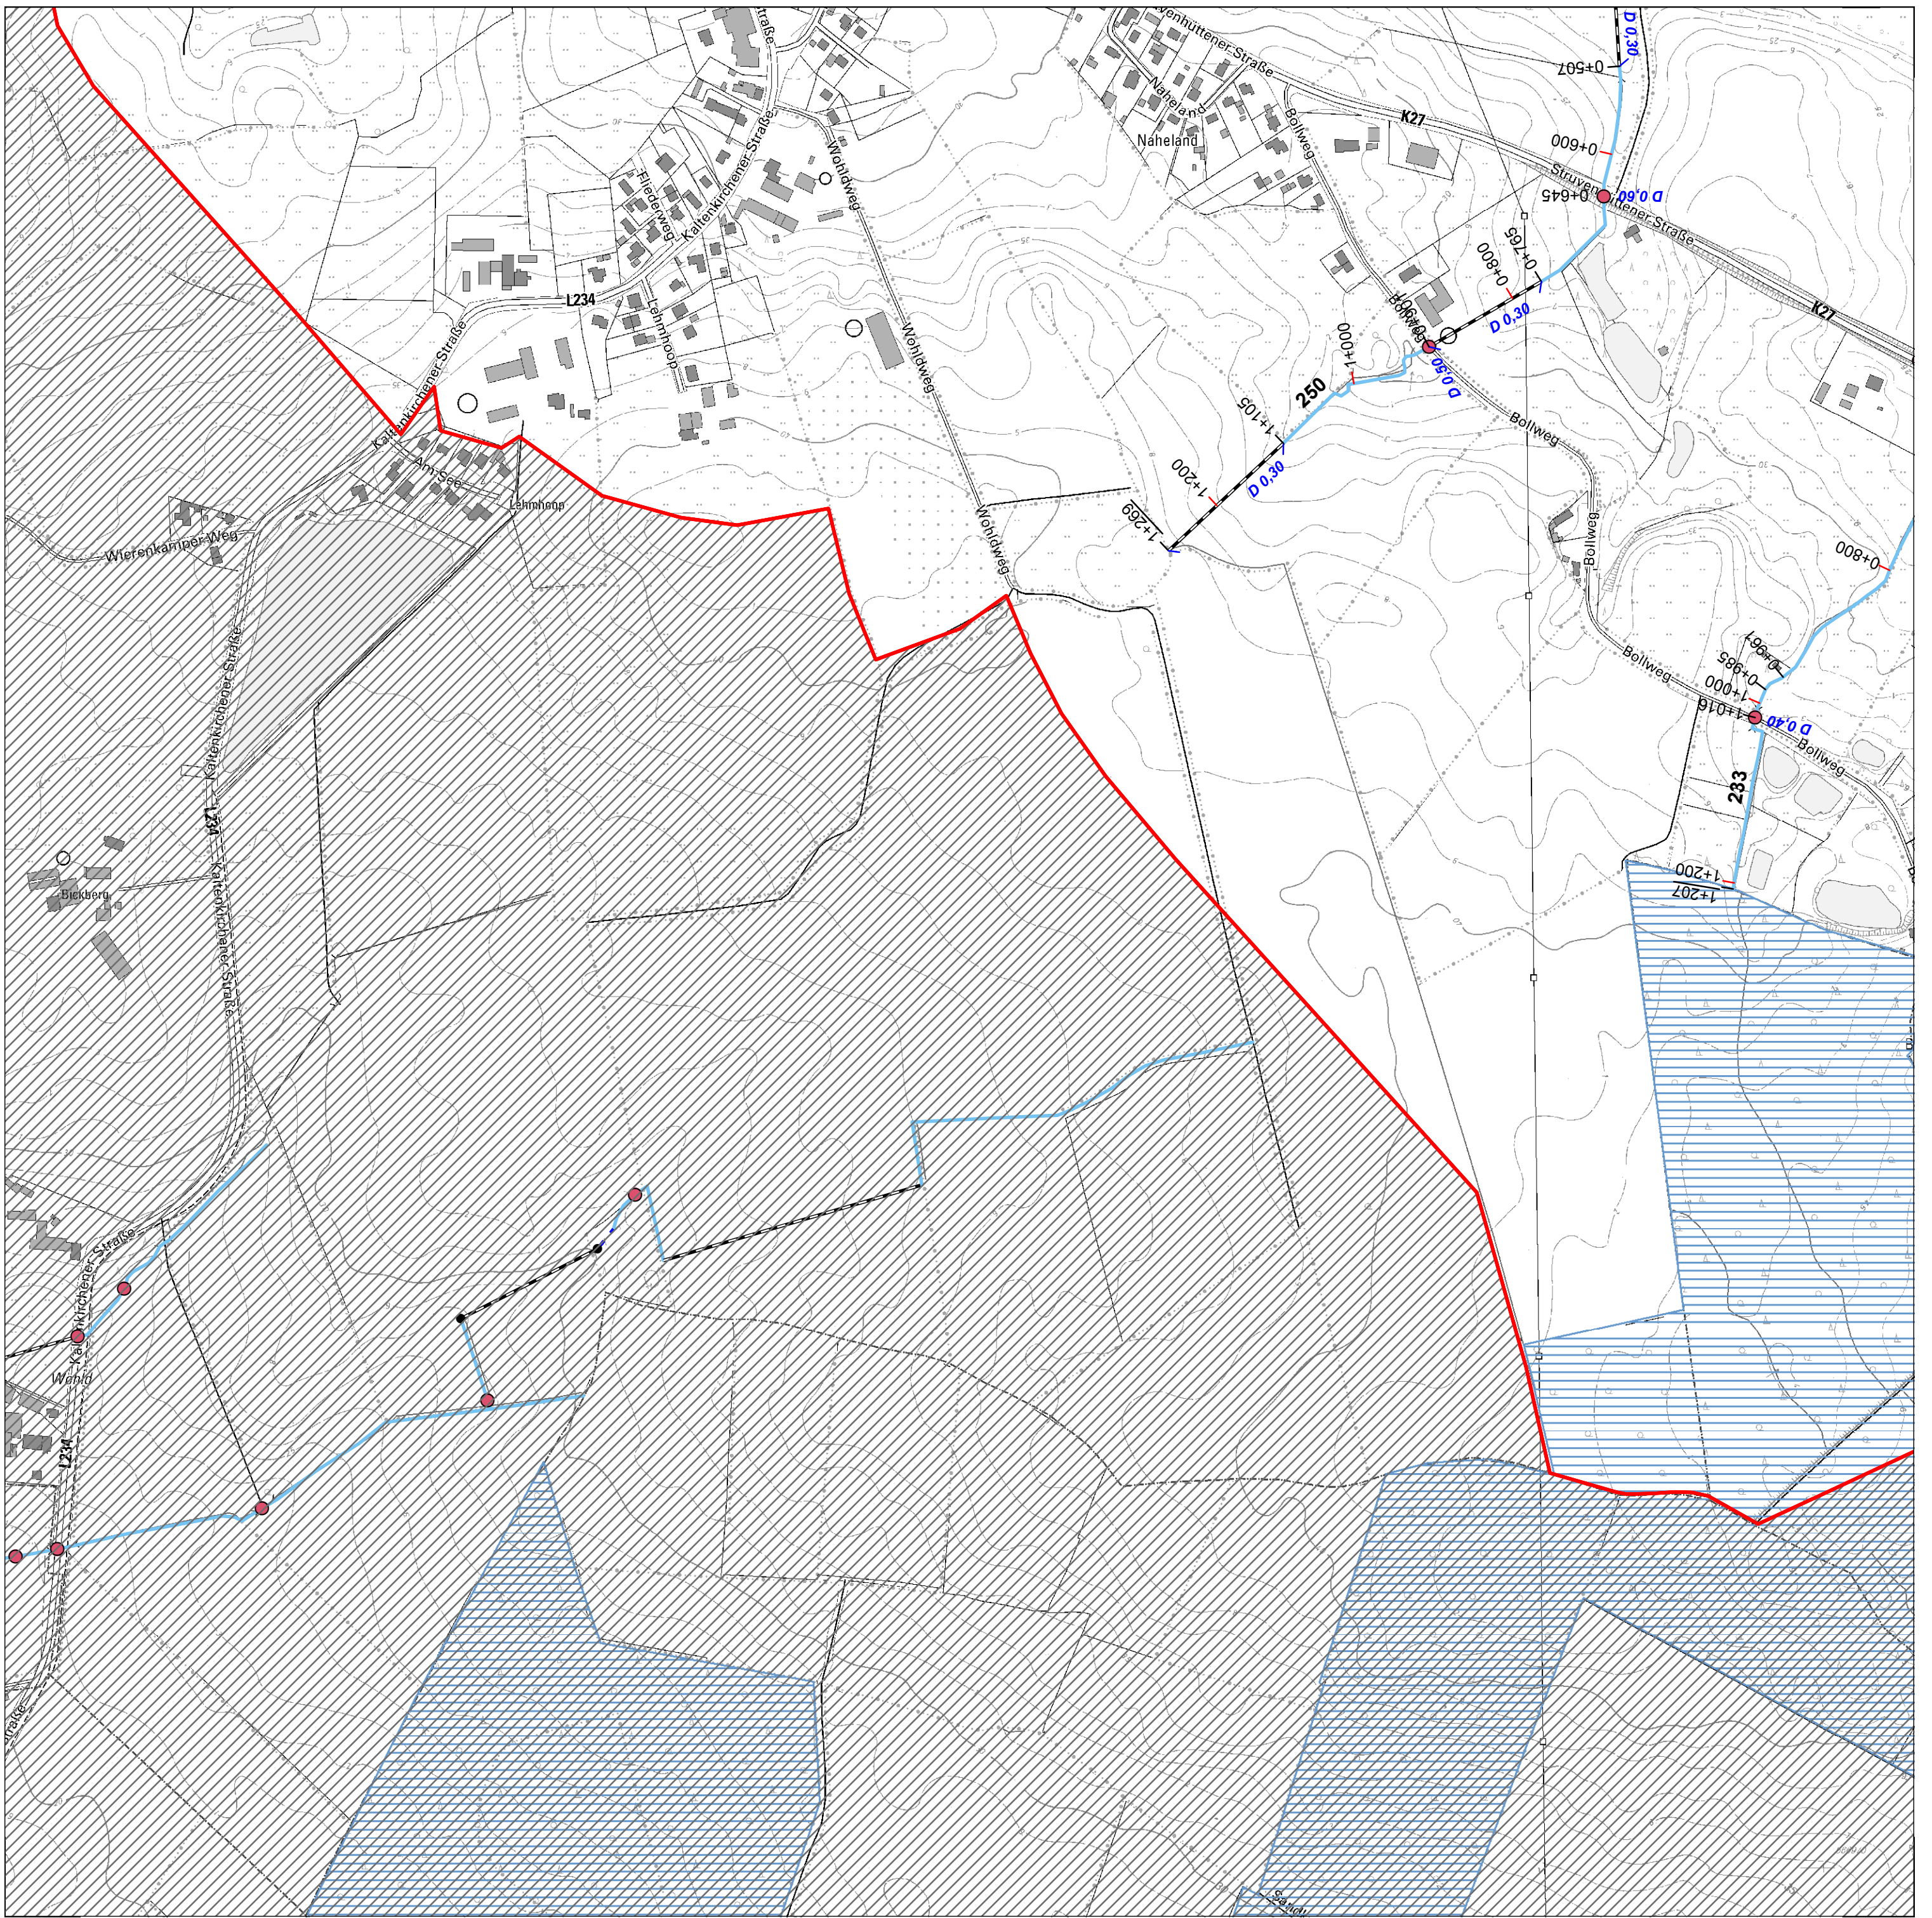 D 0,30
0+507
straße
venhüttener Straße
Naheland
Naheland
K27
Bollweg
0+600
Kaltenkirchener Straße
Wohldweg
Fliederweg
0+645
D 0,60
0+765
0+800
D 0,30
L234
Lehmhoop
K27
Wohldweg
Bollweg
D 0,50
1+000
250
Kaltenkirchener Straße
1+105
Bollweg
Am See
1+200
D 0,30
Lehmhoop
1+269
Wohldweg
Wierenkamper Weg
Bollweg
0+800
Bollweg
0+967
0+985
1+000
1+016
D 0,40
Bollweg
Kaltenkirchener Straße
233
L234
Bickberg
1+200
1+207
Kaltenkirchener Straße
Kaltenkirchener Straße
Wohld
L234
straße